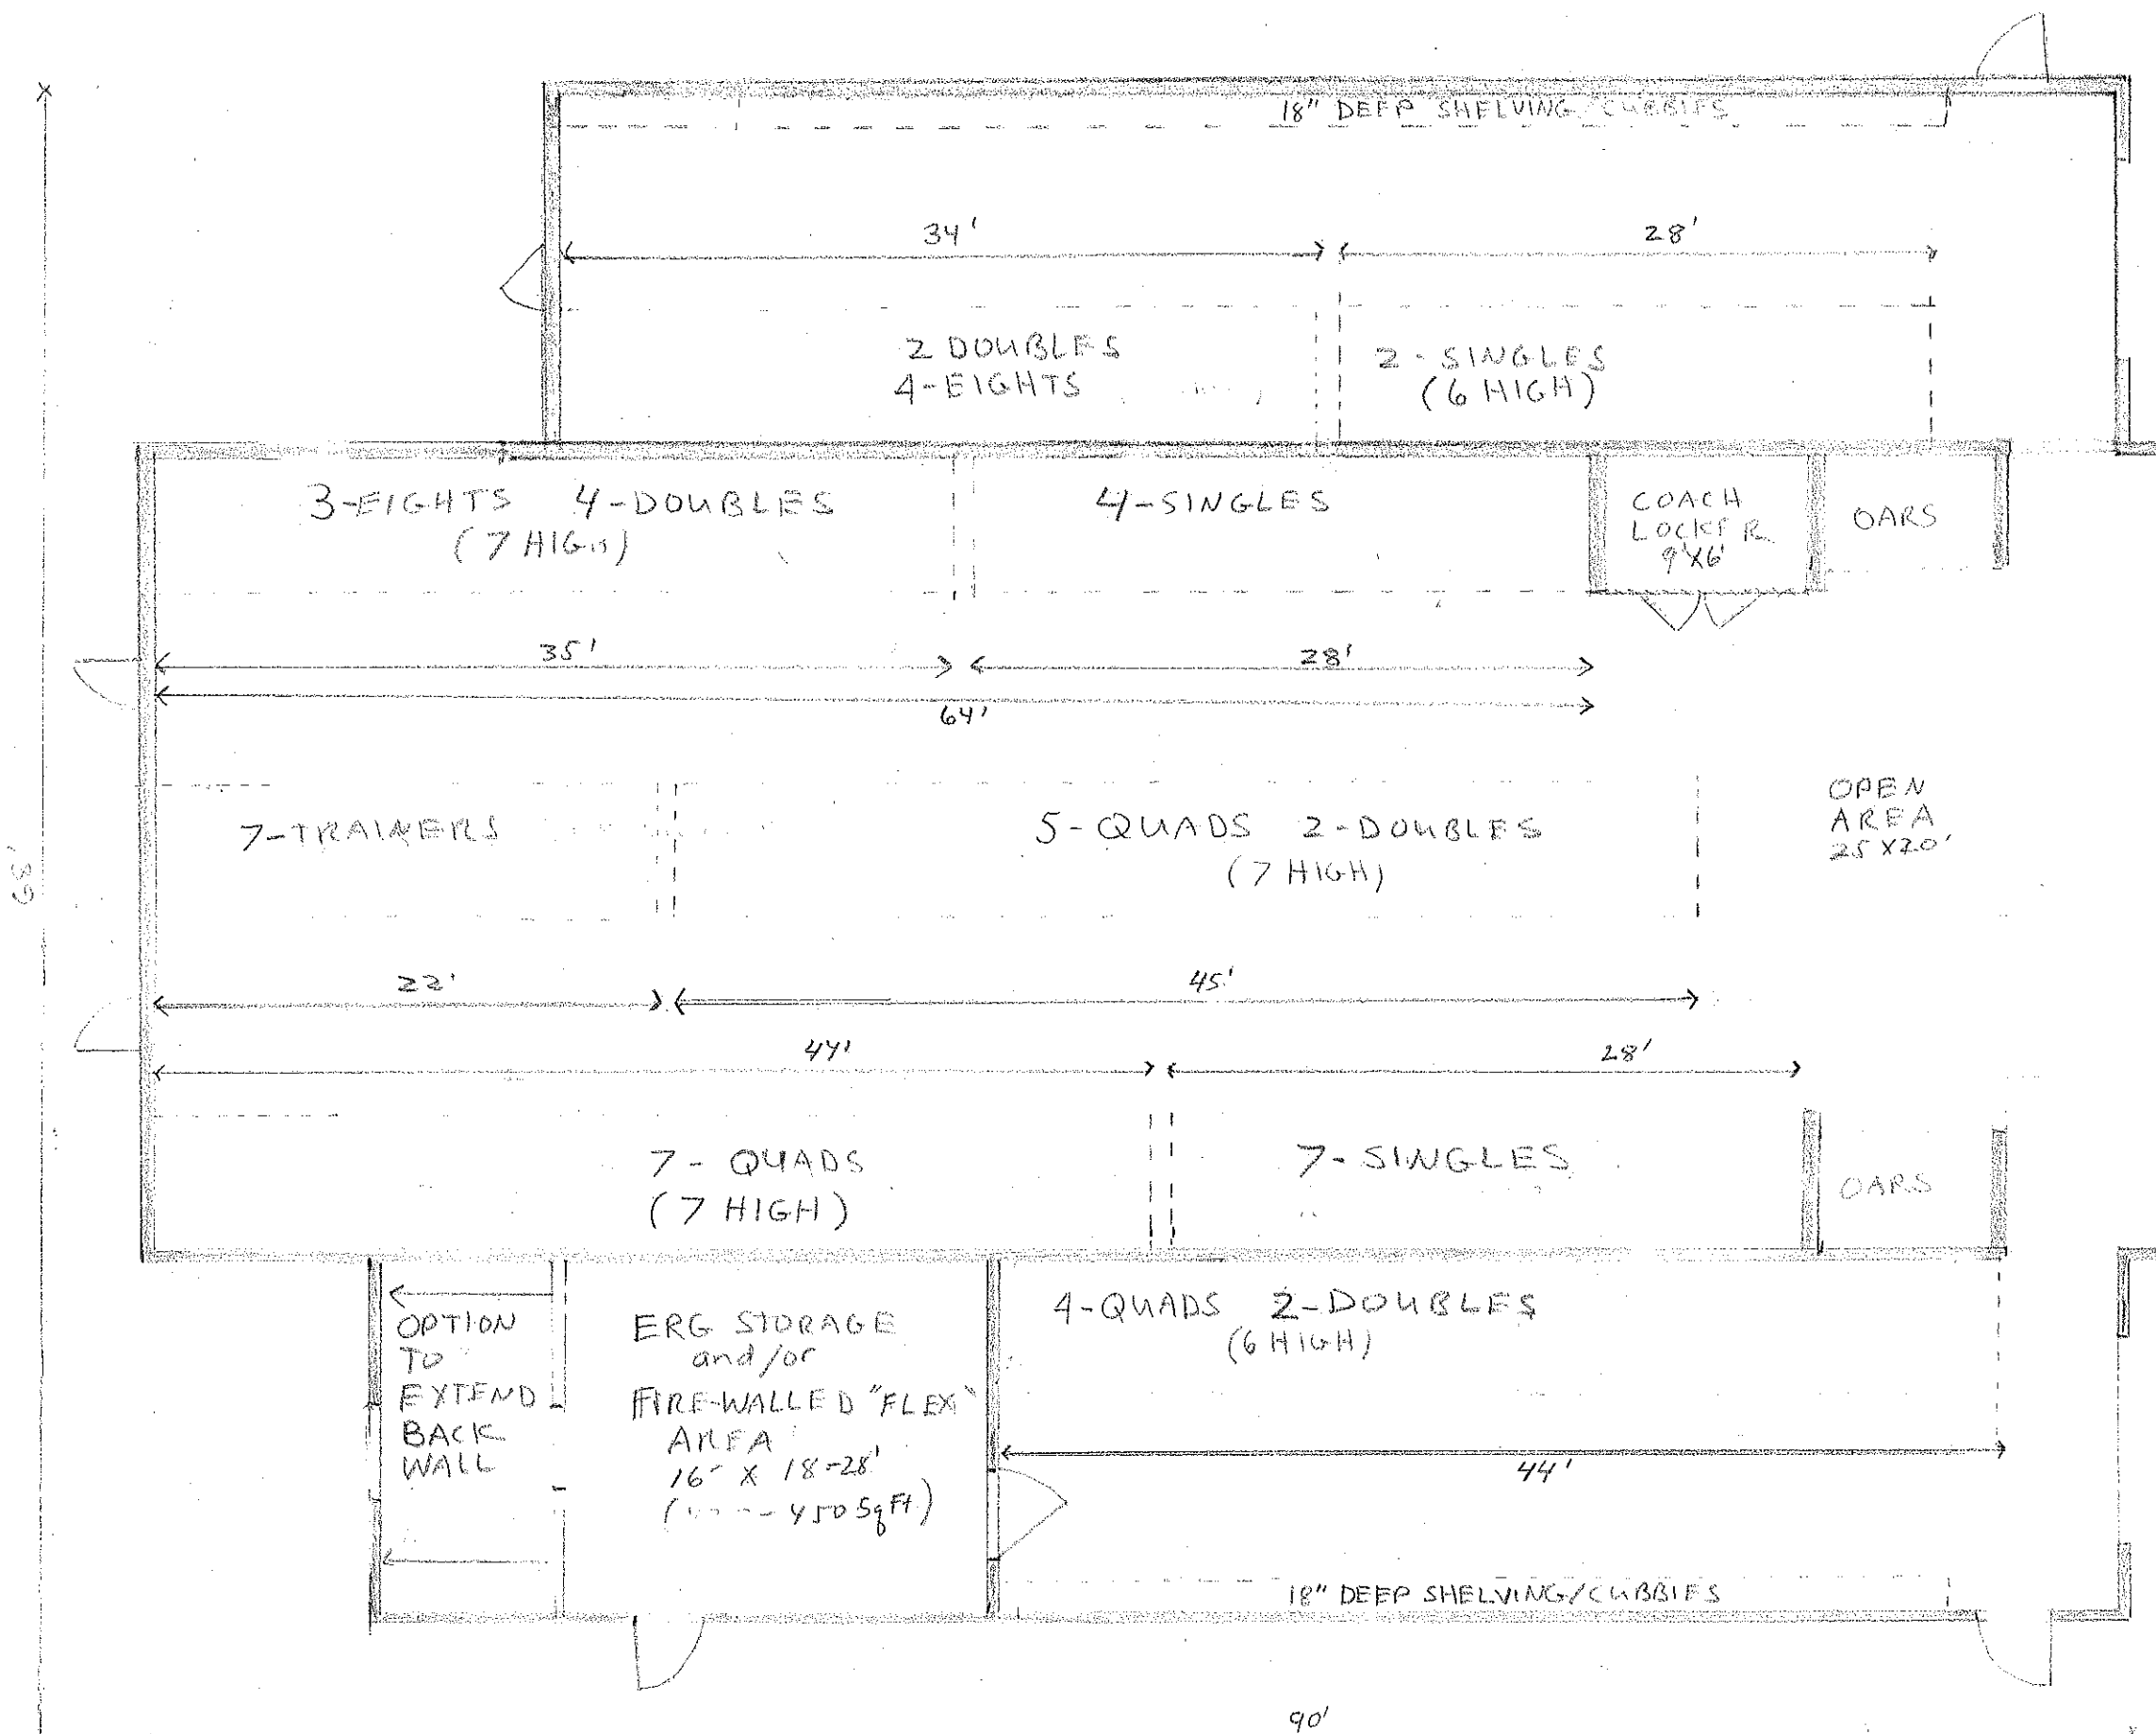 18" DEEP SHELVING/CUBBIES
34'
28'
2 DOUBLES
4-EIGHTS
2-SINGLES
(6 HIGH)
3-EIGHTS 4-DOUBLES
(7 HIGH)
4-SINGLES
COACH
LOCKER
9'X6'
OARS
35'
28'
64'
7-TRAINERS
5-QUADS 2-DOUBLES
(7 HIGH)
OPEN
AREA
25 X20'
22'
45'
44'
28'
7-QUADS
(7 HIGH)
7-SINGLES
OARS
OPTION
TO
EXTEND
BACK
WALL
ERG STORAGE
and/or
FIRE-WALLED "FLEX"
AREA
16' X 18-28'
450 SqFt.)
4-QUADS 2-DOUBLES
(6 HIGH)
44'
18" DEEP SHELVING/CUBBIES
90'